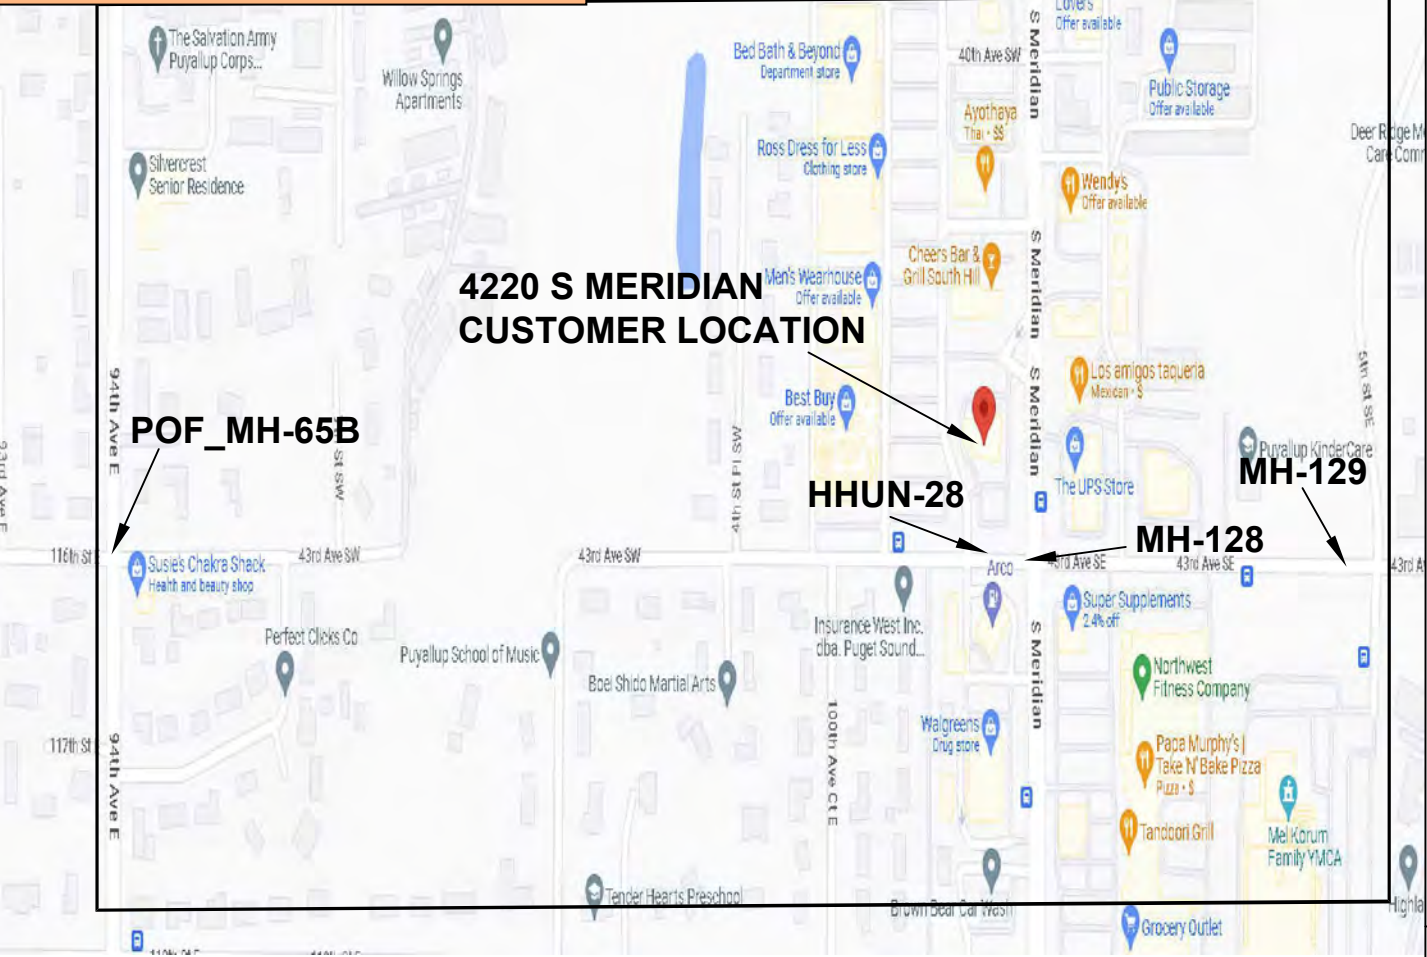 Lovers
Offer available
The Salvation Army
Puyallup Corps...
Willow Springs
Apartments
Bed Bath & Beyond
Department store
40th Ave SW
S Meridian
Public Storage
Offer available
Ayothaya
Thai • $$
Deer Ridge M
Care Comm
Silvercrest
Senior Residence
Ross Dress for Less
Clothing store
Wendy's
Offer available
Cheers Bar &
Grill South Hill
S Meridian
Men's Wearhouse
Offer available
4220 S MERIDIAN
CUSTOMER LOCATION
Los amigos taqueria
Mexican • $
5th St SE
94th Ave E
S Meridian
Best Buy
Offer available
POF_MH-65B
St SW
4th St Pl SW
93rd Ave E
Puyallup KinderCare
MH-129
The UPS Store
HHUN-28
MH-128
116th St
43rd Ave SW
43rd Ave SW
43rd Ave SE
43rd Ave SE
43rd A
Susie's Chakra Shack
Health and beauty shop
Arco
Super Supplements
2.4% off
Perfect Clicks Co
Puyallup School of Music
Insurance West Inc.
dba. Puget Sound...
S Meridian
Boei Shido Martial Arts
Northwest
Fitness Company
100th Ave Ct E
Walgreens
Drug store
117th St
94th Ave E
Papa Murphy's |
Take 'N' Bake Pizza
Pizza • $
Tandoori Grill
Mel Korum
Family YMCA
Tender Hearts Preschool
Brown Bear Car Wash
Highla
Grocery Outlet